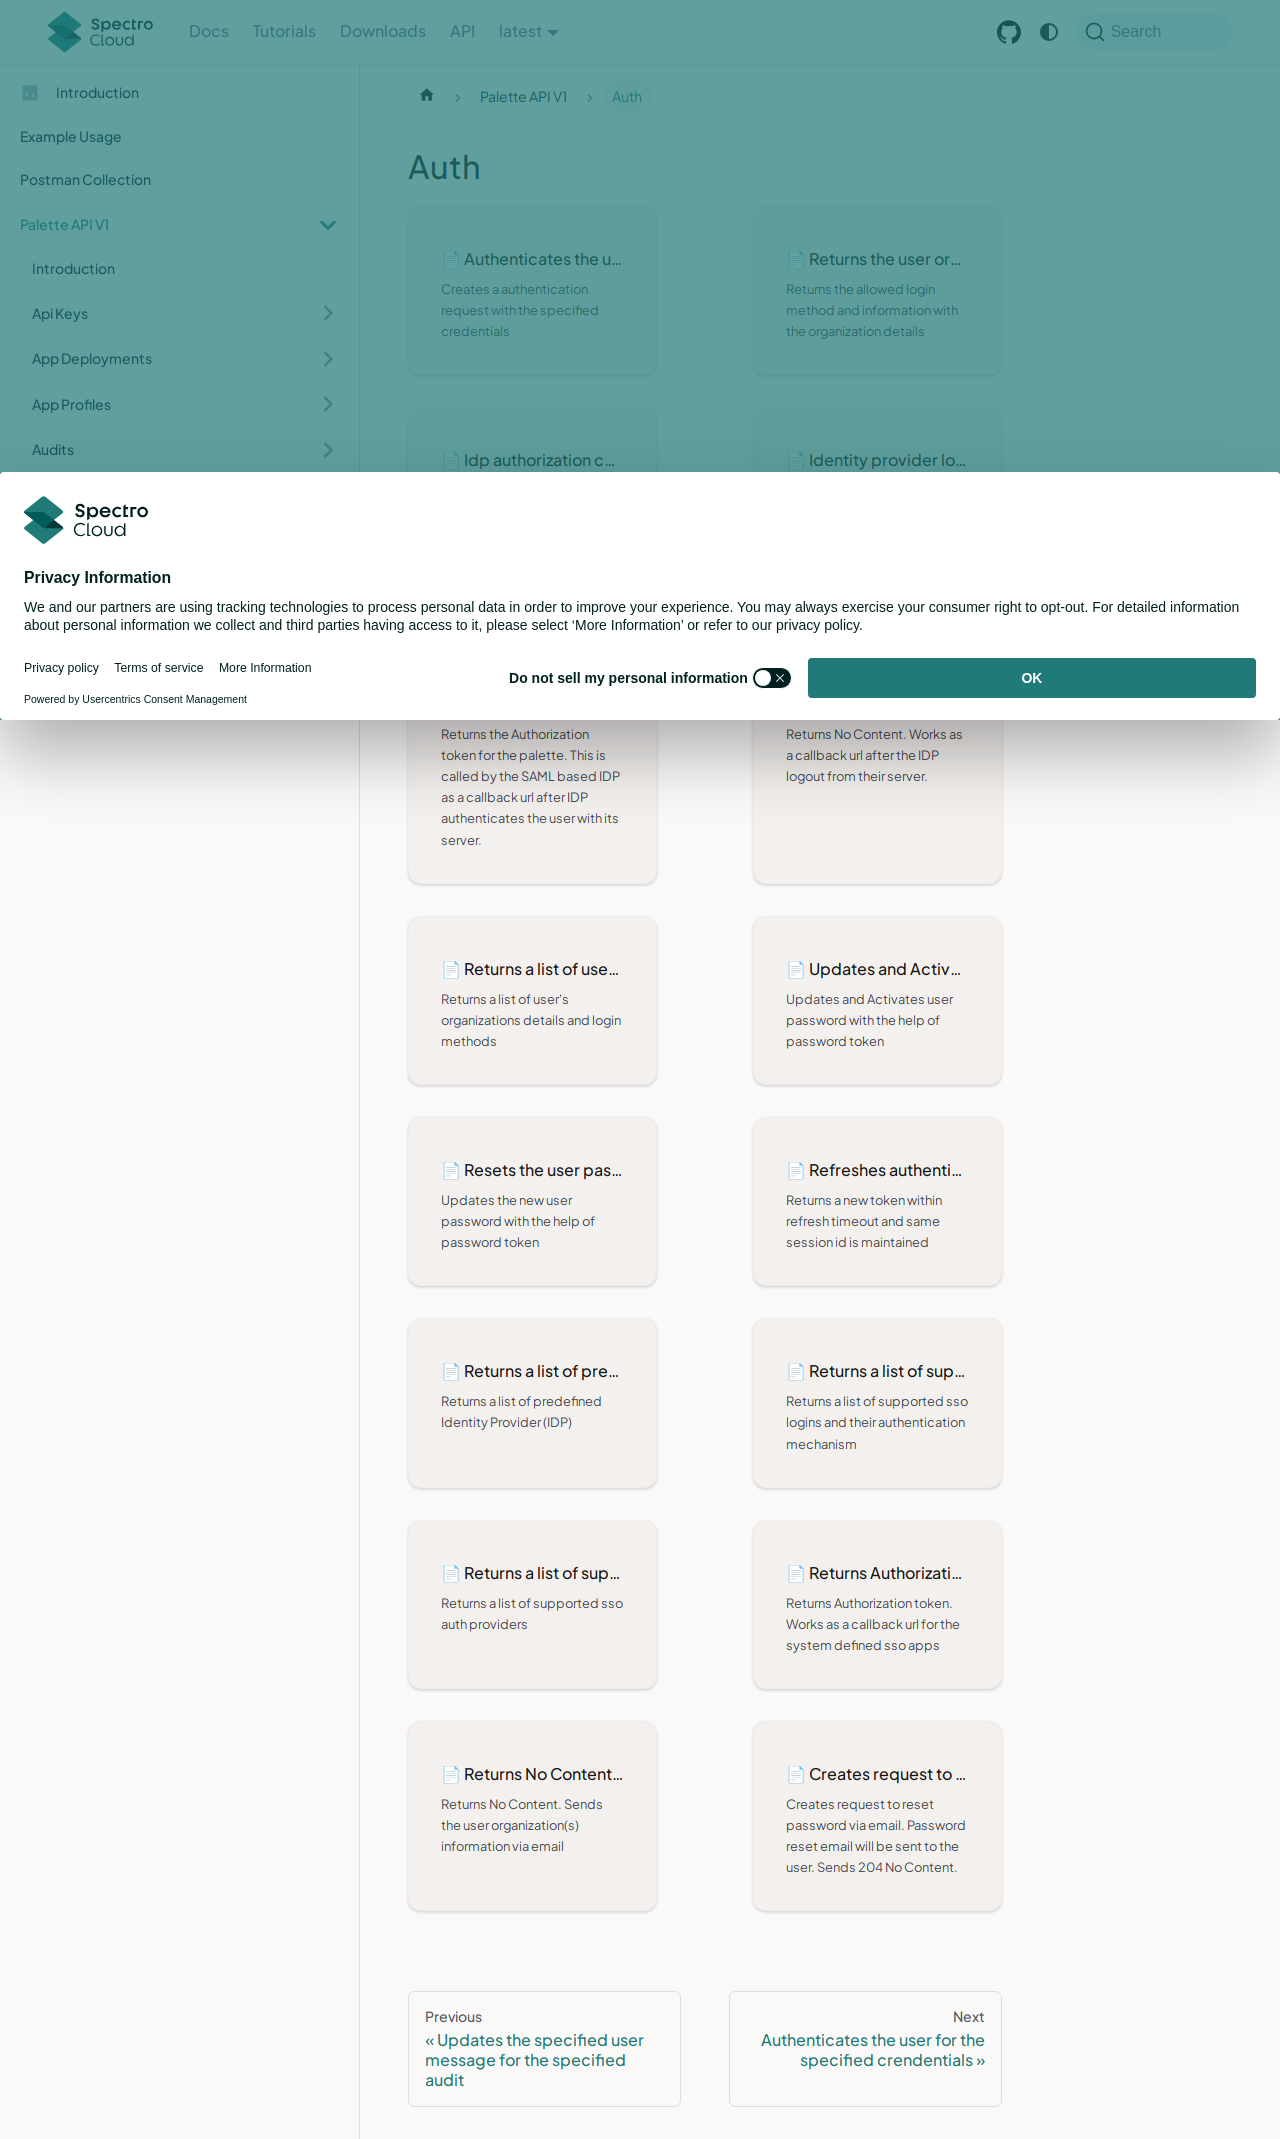 Spectro Cloud
Docs Tutorials Downloads API latest
Search
Introduction
Example Usage
Postman Collection
Palette API V1
Introduction
Api Keys
App Deployments
App Profiles
Audits
Palette API V1 Auth
Auth
Authenticates the u…
Creates a authentication
request with the specified
credentials
Returns the user or…
Returns the allowed login
method and information with
the organization details
Idp authorization c…
Identity provider lo…
Spectro
Cloud
Privacy Information
We and our partners are using tracking technologies to process personal data in order to improve your experience. You may always exercise your consumer right to opt-out. For detailed information
about personal information we collect and third parties having access to it, please select ‘More Information’ or refer to our privacy policy.
Privacy policy Terms of service More Information
Powered by Usercentrics Consent Management
Do not sell my personal information
OK
Returns the Authorization
token for the palette. This is
called by the SAML based IDP
as a callback url after IDP
authenticates the user with its
server.
Returns No Content. Works as
a callback url after the IDP
logout from their server.
Returns a list of use…
Returns a list of user's
organizations details and login
methods
Updates and Activ…
Updates and Activates user
password with the help of
password token
Resets the user pas…
Updates the new user
password with the help of
password token
Refreshes authenti…
Returns a new token within
refresh timeout and same
session id is maintained
Returns a list of pre…
Returns a list of predefined
Identity Provider (IDP)
Returns a list of sup…
Returns a list of supported sso
logins and their authentication
mechanism
Returns a list of sup…
Returns a list of supported sso
auth providers
Returns Authorizati…
Returns Authorization token.
Works as a callback url for the
system defined sso apps
Returns No Content…
Returns No Content. Sends
the user organization(s)
information via email
Creates request to …
Creates request to reset
password via email. Password
reset email will be sent to the
user. Sends 204 No Content.
Previous
« Updates the specified user
message for the specified
audit
Next
Authenticates the user for the
specified crendentials »